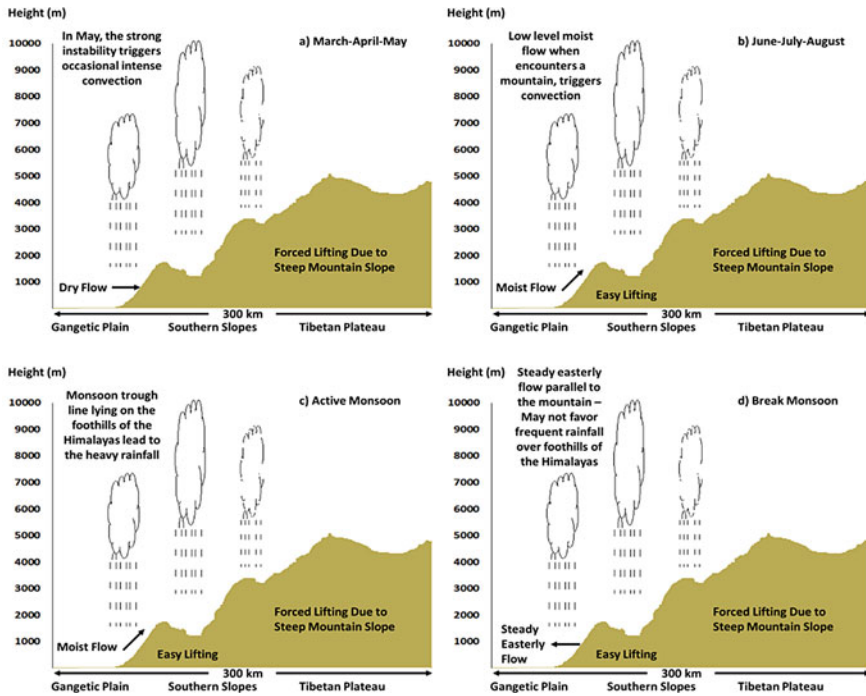 Height (m)
In May, the strong
instability triggers
occasional intense
convection
a) March-April-May
10000
9000
8000
7000
6000
5000
4000
3000
2000
1000
Forced Lifting Due to
Steep Mountain Slope
Dry Flow
300 km
Gangetic Plain
Southern Slopes
Tibetan Plateau
Height (m)
Low level moist
flow when
encounters a
mountain, triggers
convection
b) June-July-August
10000
9000
8000
7000
6000
5000
4000
3000
2000
1000
Forced Lifting Due to
Steep Mountain Slope
Moist Flow
Easy Lifting
300 km
Gangetic Plain
Southern Slopes
Tibetan Plateau
Height (m)
Monsoon trough
line lying on the
foothills of the
Himalayas lead to
the heavy rainfall
c) Active Monsoon
10000
9000
8000
7000
6000
5000
4000
3000
2000
1000
Forced Lifting Due to
Steep Mountain Slope
Moist Flow
Easy Lifting
300 km
Gangetic Plain
Southern Slopes
Tibetan Plateau
Height (m)
Steady easterly
flow parallel to
the mountain –
May not favor
frequent rainfall
over foothills of
the Himalayas
d) Break Monsoon
10000
9000
8000
7000
6000
5000
4000
3000
2000
1000
Forced Lifting Due to
Steep Mountain Slope
Steady
Easterly
Flow
Easy Lifting
300 km
Gangetic Plain
Southern Slopes
Tibetan Plateau